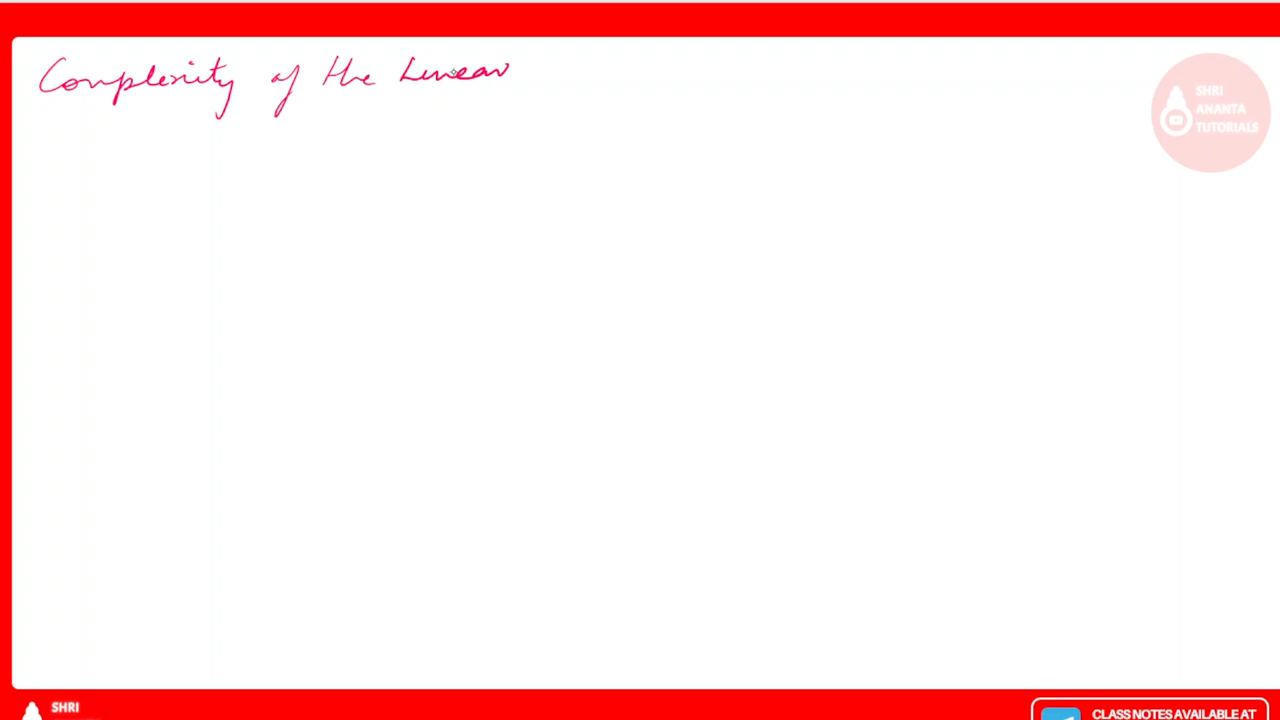 Complexity of the Linear
SHRI
ANANTA
TUTORIALS
SHRI
CLASS NOTES AVAILABLE AT